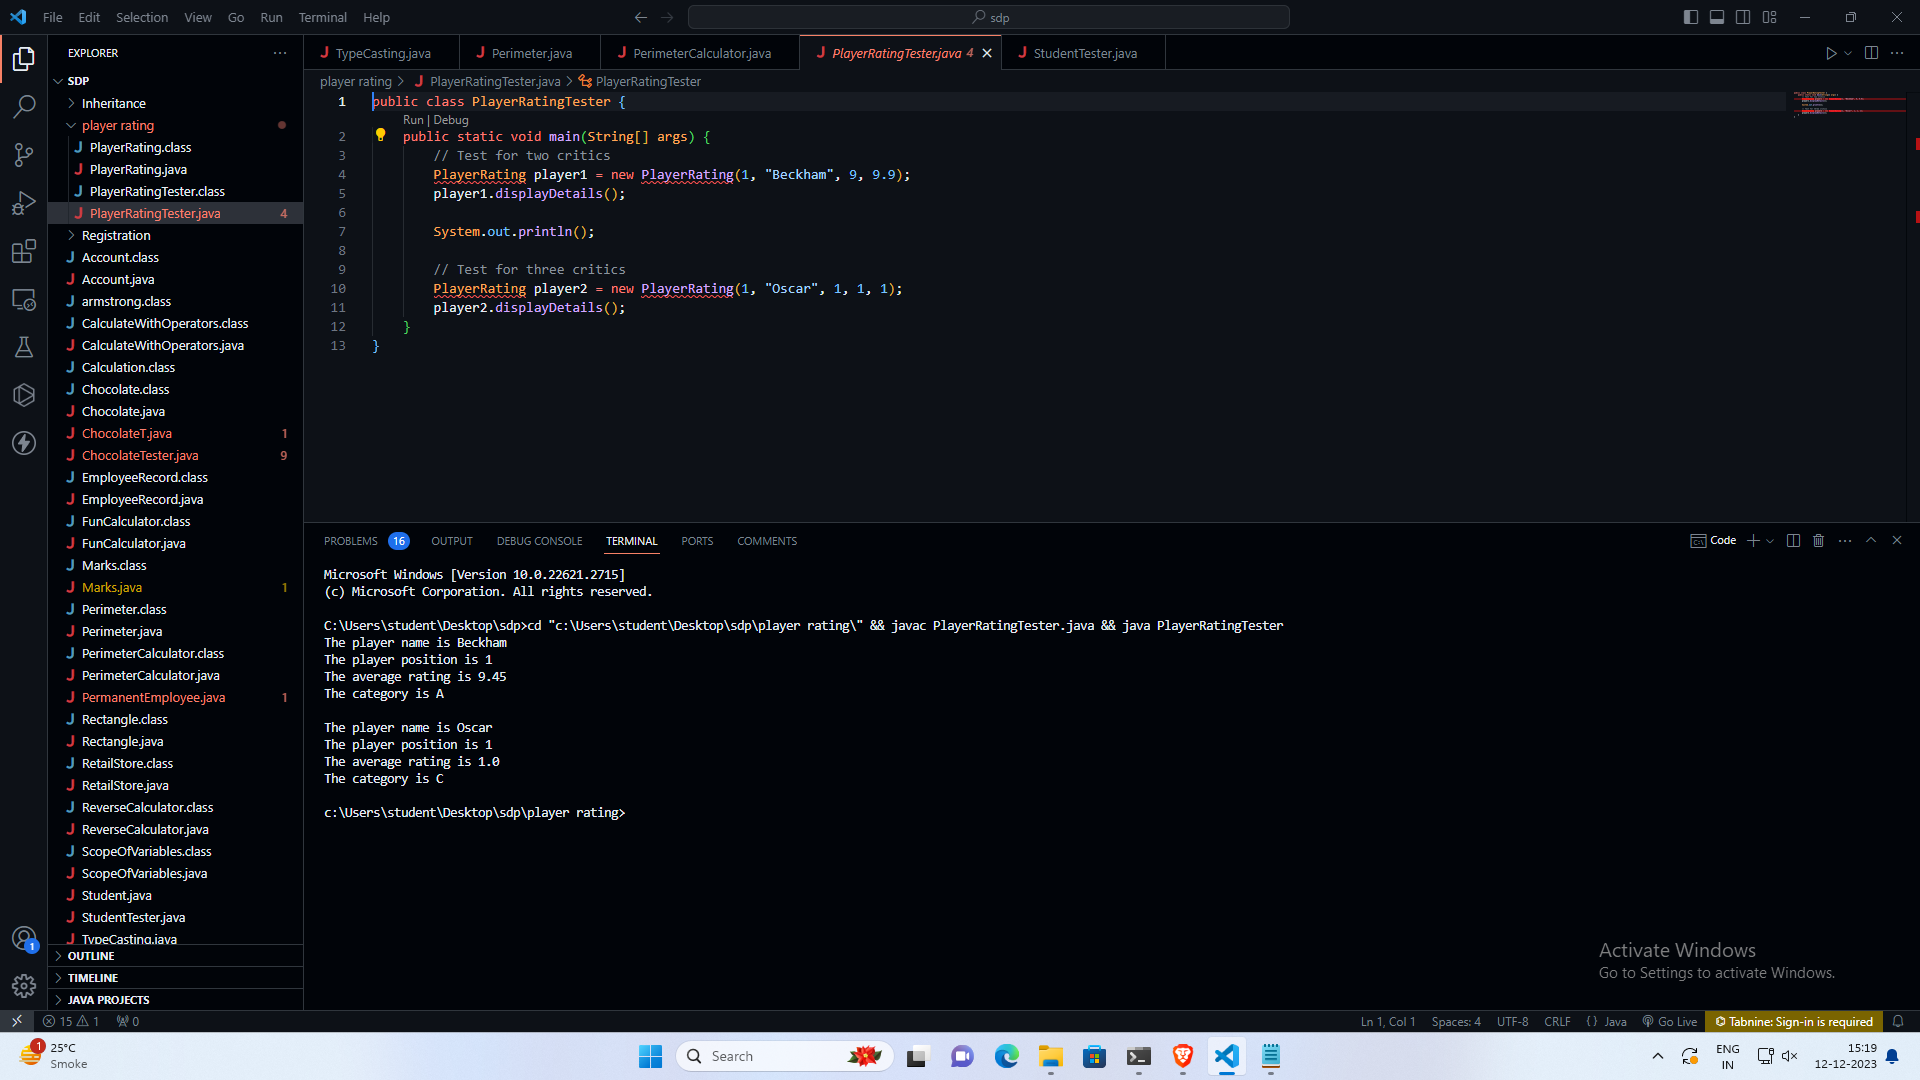 File Edit Selection View Go Run Terminal Help
sdp
EXPLORER
SDP
Inheritance
player rating
PlayerRating.class
PlayerRating.java
PlayerRatingTester.class
PlayerRatingTester.java 4
Registration
Account.class
Account.java
armstrong.class
CalculateWithOperators.class
CalculateWithOperators.java
Calculation.class
Chocolate.class
Chocolate.java
ChocolateT.java 1
ChocolateTester.java 9
EmployeeRecord.class
EmployeeRecord.java
FunCalculator.class
FunCalculator.java
Marks.class
Marks.java 1
Perimeter.class
Perimeter.java
PerimeterCalculator.class
PerimeterCalculator.java
PermanentEmployee.java 1
Rectangle.class
Rectangle.java
RetailStore.class
RetailStore.java
ReverseCalculator.class
ReverseCalculator.java
ScopeOfVariables.class
ScopeOfVariables.java
Student.java
StudentTester.java
TypeCasting.java
OUTLINE
TIMELINE
JAVA PROJECTS
TypeCasting.java Perimeter.java PerimeterCalculator.java PlayerRatingTester.java 4 StudentTester.java
player rating > PlayerRatingTester.java > PlayerRatingTester
1 public class PlayerRatingTester {
Run | Debug
2 public static void main(String[] args) {
3 // Test for two critics
4 PlayerRating player1 = new PlayerRating(1, "Beckham", 9, 9.9);
5 player1.displayDetails();
6
7 System.out.println();
8
9 // Test for three critics
10 PlayerRating player2 = new PlayerRating(1, "Oscar", 1, 1, 1);
11 player2.displayDetails();
12 }
13 }
PROBLEMS 16 OUTPUT DEBUG CONSOLE TERMINAL PORTS COMMENTS
Code
Microsoft Windows [Version 10.0.22621.2715]
(c) Microsoft Corporation. All rights reserved.
C:\Users\student\Desktop\sdp>cd "c:\Users\student\Desktop\sdp\player rating\" && javac PlayerRatingTester.java && java PlayerRatingTester
The player name is Beckham
The player position is 1
The average rating is 9.45
The category is A
The player name is Oscar
The player position is 1
The average rating is 1.0
The category is C
c:\Users\student\Desktop\sdp\player rating>
Activate Windows
Go to Settings to activate Windows.
1
15 1 0
Ln 1, Col 1 Spaces: 4 UTF-8 CRLF { } Java Go Live Tabnine: Sign-in is required
1
25°C
Smoke
Search
ENG
IN
15:19
12-12-2023